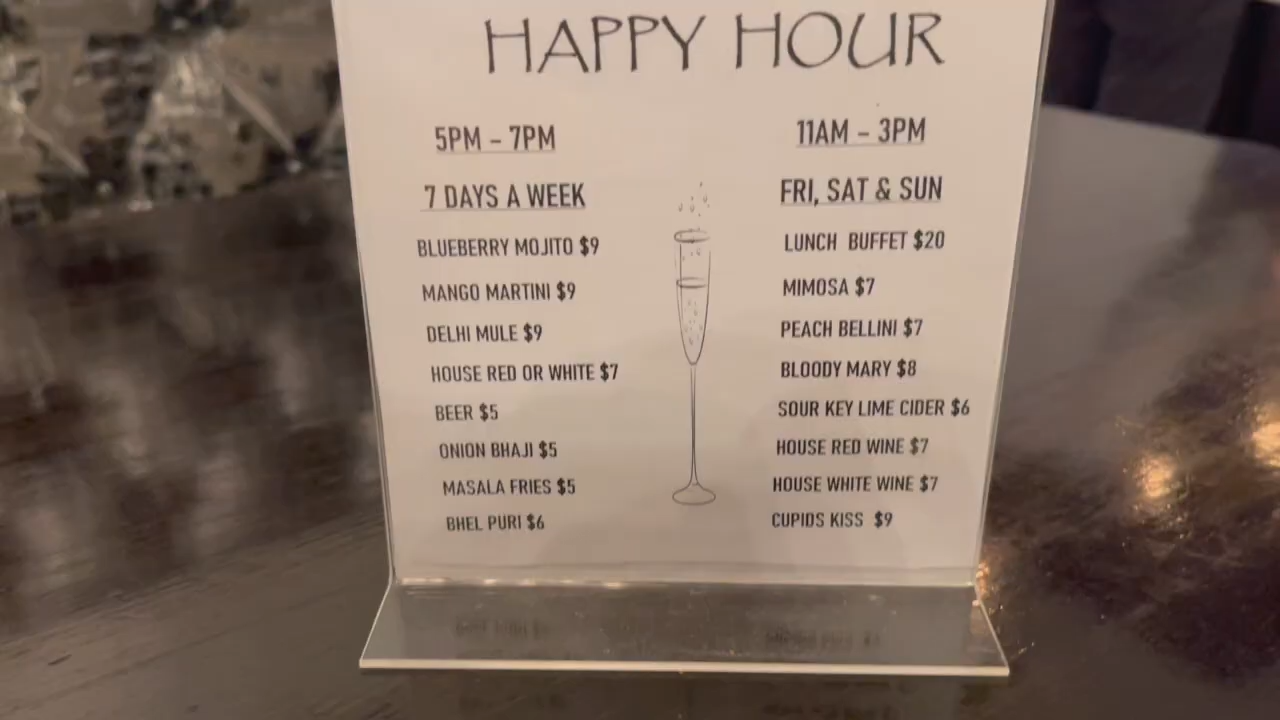 HAPPY HOUR
5PM – 7PM
7 DAYS A WEEK
BLUEBERRY MOJITO $9
MANGO MARTINI $9
DELHI MULE $9
HOUSE RED OR WHITE $7
BEER $5
ONION BHAJI $5
MASALA FRIES $5
BHEL PURI $6
11AM – 3PM
FRI, SAT & SUN
LUNCH BUFFET $20
MIMOSA $7
PEACH BELLINI $7
BLOODY MARY $8
SOUR KEY LIME CIDER $6
HOUSE RED WINE $7
HOUSE WHITE WINE $7
CUPIDS KISS $9